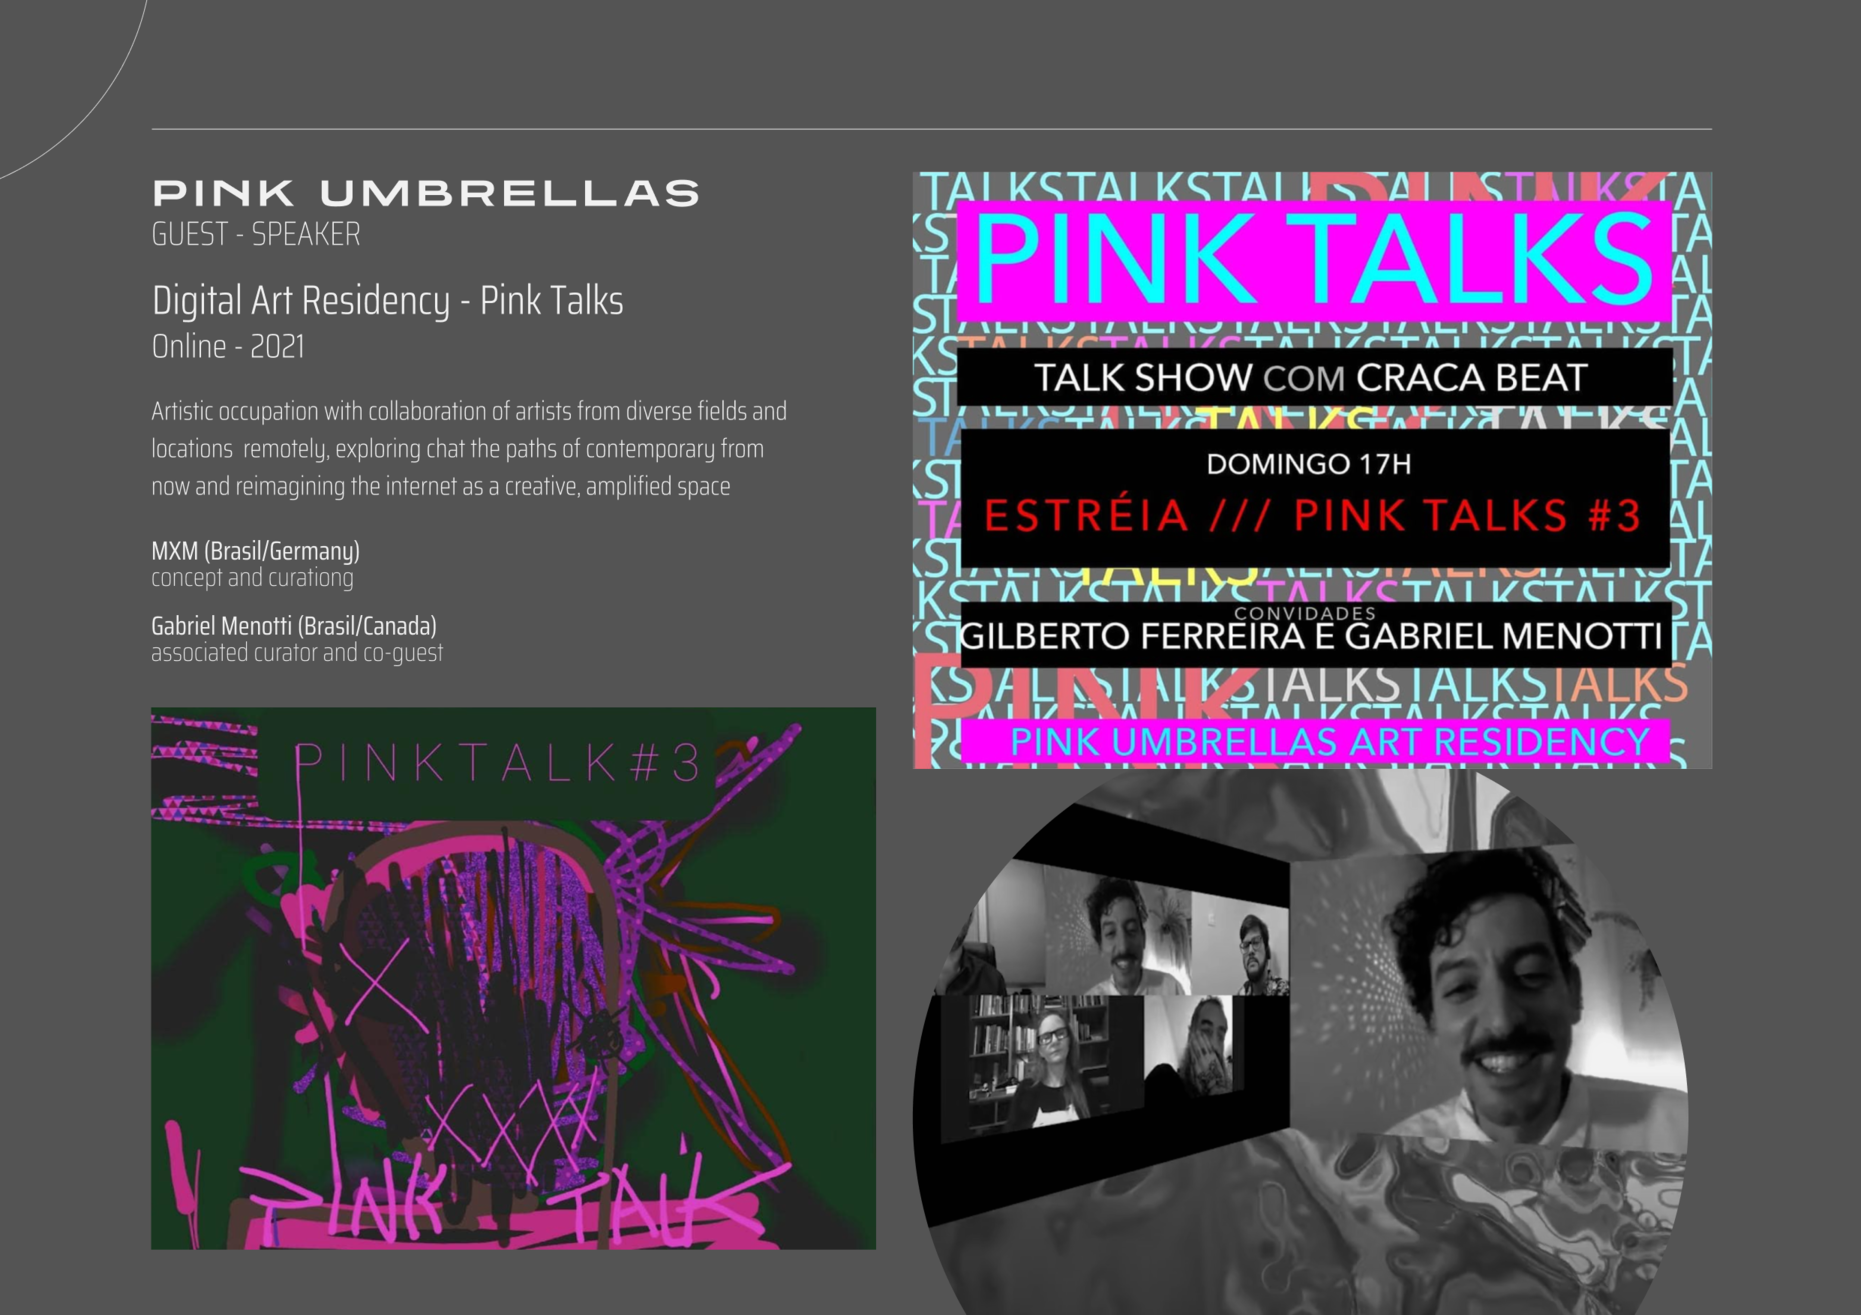 PINK UMBRELLAS
GUEST - SPEAKER
Digital Art Residency - Pink Talks
Online - 2021
Artistic occupation with collaboration of artists from diverse fields and
locations remotely, exploring chat the paths of contemporary from
now and reimagining the internet as a creative, amplified space
MXM (Brasil/Germany)
concept and curationg
Gabriel Menotti (Brasil/Canada)
associated curator and co-guest
PINKTALK#3
PINK TALK
PINK TALKS
TALK SHOW COM CRACA BEAT
DOMINGO 17H
ESTRÉIA /// PINK TALKS #3
CONVIDADES
GILBERTO FERREIRA E GABRIEL MENOTTI
PINK UMBRELLAS ART RESIDENCY